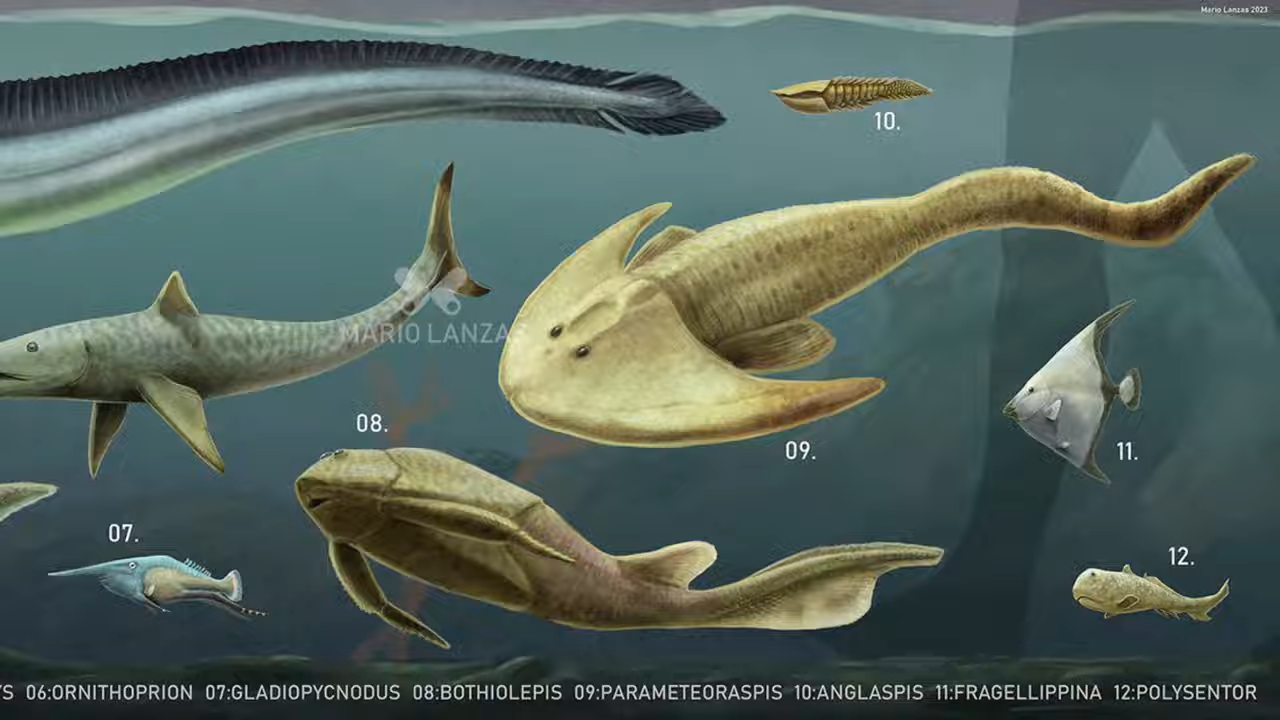 Mario Lanzas 2023
10.
MARIO LANZAS
08.
09.
11.
07.
12.
S 06:ORNITHOPRION 07:GLADIOPYCNODUS 08:BOTHIOLEPIS 09:PARAMETEORASPIS 10:ANGLASPIS 11:FRAGELLIPPINA 12:POLYSENTOR